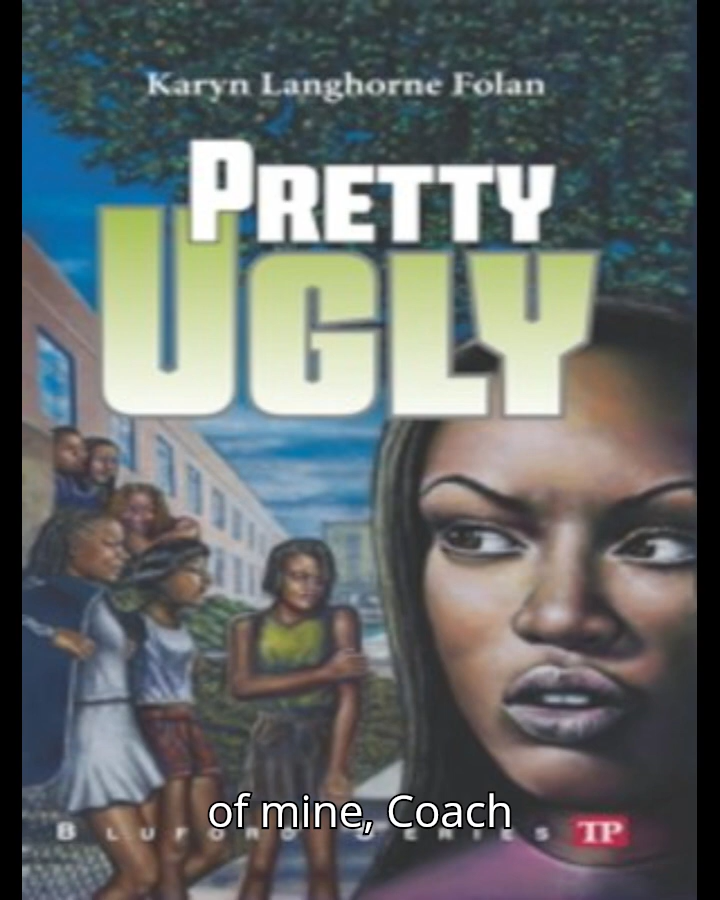 Karyn Langhorne Folan
PRETTY
UGLY
of mine, Coach
TP